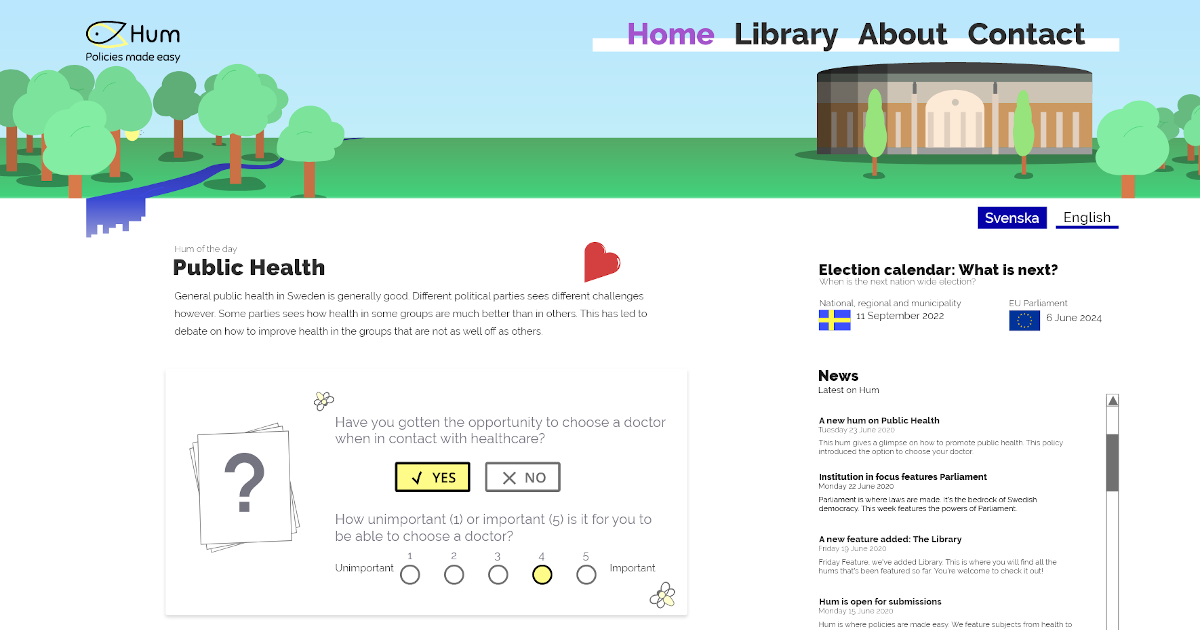 Hum
Policies made easy
Home Library About Contact
Svenska English
Hum of the day
Public Health
General public health in Sweden is generally good. Different political parties sees different challenges
however. Some parties sees how health in some groups are much better than in others. This has led to
debate on how to improve health in the groups that are not as well off as others.
?
Have you gotten the opportunity to choose a doctor
when in contact with healthcare?
YES NO
How unimportant (1) or important (5) is it for you to
be able to choose a doctor?
1 2 3 4 5
Unimportant Important
Election calendar: What is next?
When is the next nation wide election?
National, regional and municipality
11 September 2022
EU Parliament
6 June 2024
News
Latest on Hum
A new hum on Public Health
Tuesday 23 June 2020
This hum gives a glimpse on how to promote public health. This policy
introduced the option to choose your doctor.
Institution in focus features Parliament
Monday 22 June 2020
Parliament is where laws are made. It's the bedrock of Swedish
democracy. This week features the powers of Parliament.
A new feature added: The Library
Friday 19 June 2020
Friday Feature, we've added Library. This is where you will find all the
hums that's been featured so far. You're welcome to check it out!
Hum is open for submissions
Monday 15 June 2020
Hum is where policies are made easy. We feature subjects from health to